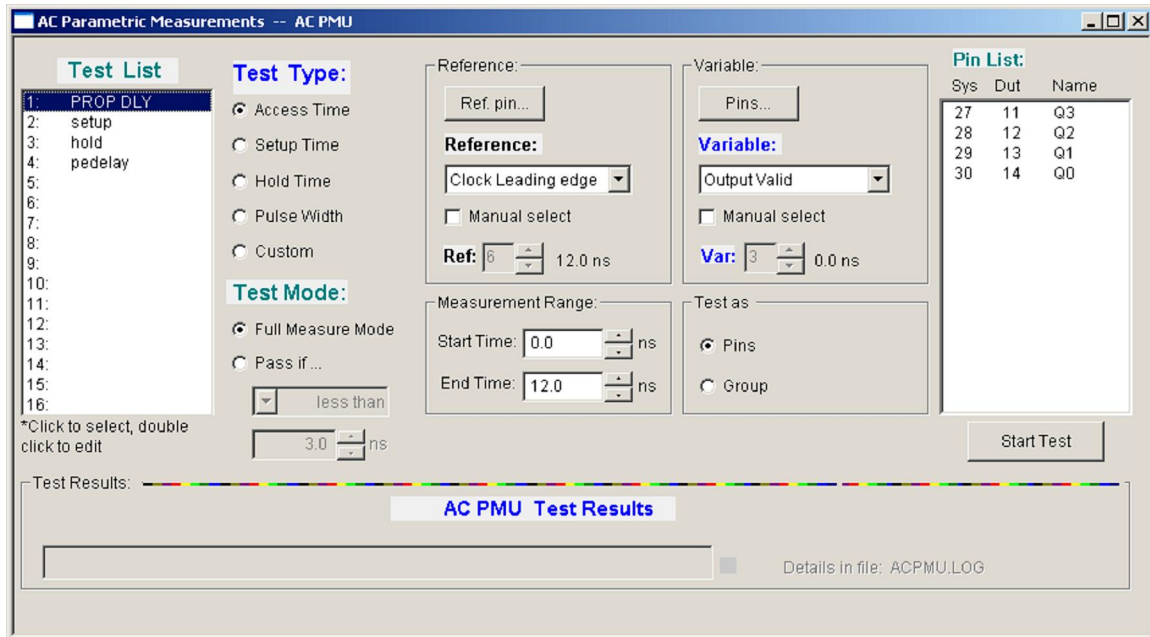 AC Parametric Measurements -- AC PMU
Test List
1: PROP DLY
2: setup
3: hold
4: pedelay
5:
6:
7:
8:
9:
10:
11:
12:
13:
14:
15:
16:
*Click to select, double
click to edit
Test Type:
Access Time
Setup Time
Hold Time
Pulse Width
Custom
Test Mode:
Full Measure Mode
Pass if ...
less than
3.0 ns
Reference:
Ref. pin...
Reference:
Clock Leading edge
Manual select
Ref: 6 12.0 ns
Measurement Range:
Start Time: 0.0 ns
End Time: 12.0 ns
Variable:
Pins...
Variable:
Output Valid
Manual select
Var: 3 0.0 ns
Test as
Pins
Group
Pin List:
Sys Dut Name
27 11 Q3
28 12 Q2
29 13 Q1
30 14 Q0
Start Test
Test Results:
AC PMU Test Results
Details in file: ACPMU.LOG